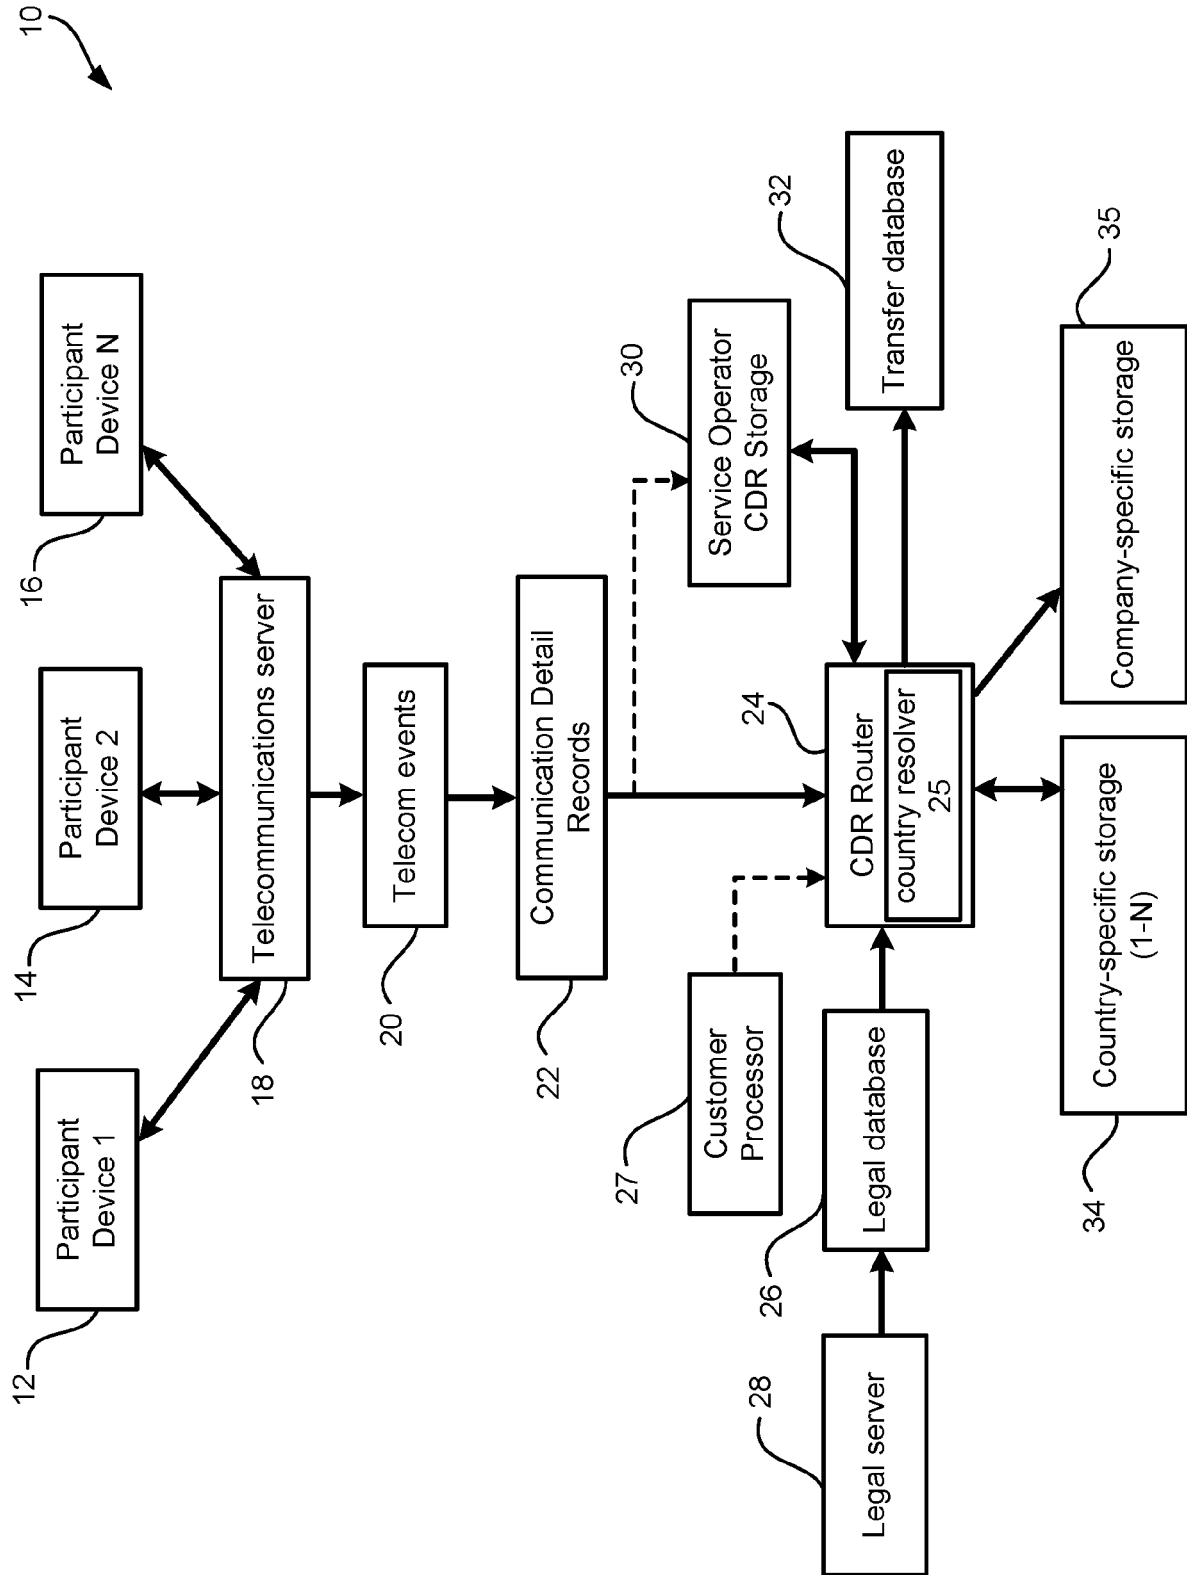 10
Participant
Device 1
12
Participant
Device 2
14
Participant
Device N
16
Telecommunications server
18
Telecom events
20
Communication Detail
Records
22
Customer
Processor
27
Service Operator
CDR Storage
30
Legal server
28
Legal database
26
CDR Router
24
country resolver
25
Transfer database
32
Country-specific storage
(1-N)
34
Company-specific storage
35